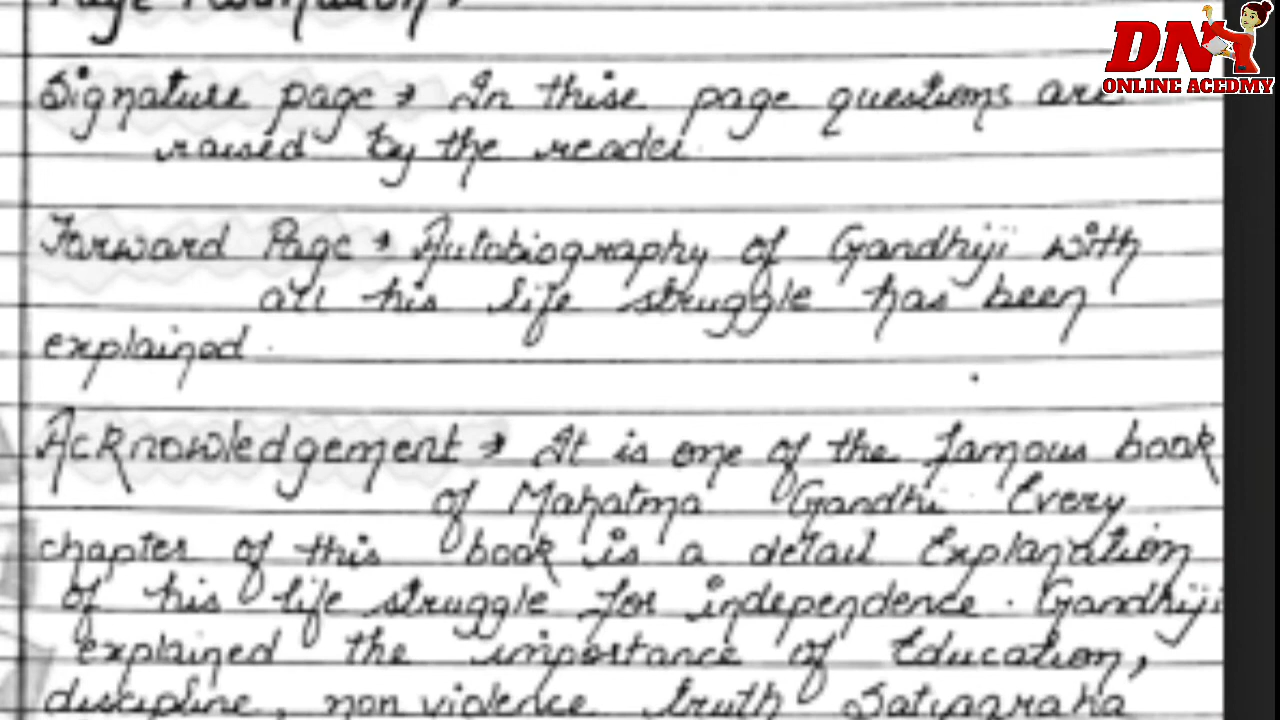 Page
DNA
ONLINE ACEDMY
Signature page → In thise page questions are
raised by the reader.
Forward Page → Autobiography of Gandhiji with
all his life struggle has been
explained.
Acknowledgement → It is one of the famous book
of Mahatma Gandhi. Every
chapter of this book is a detail Explanation
of his life struggle for independence. Gandhiji
explained the importance of Education,
discipline, non violence truth Satyagraha